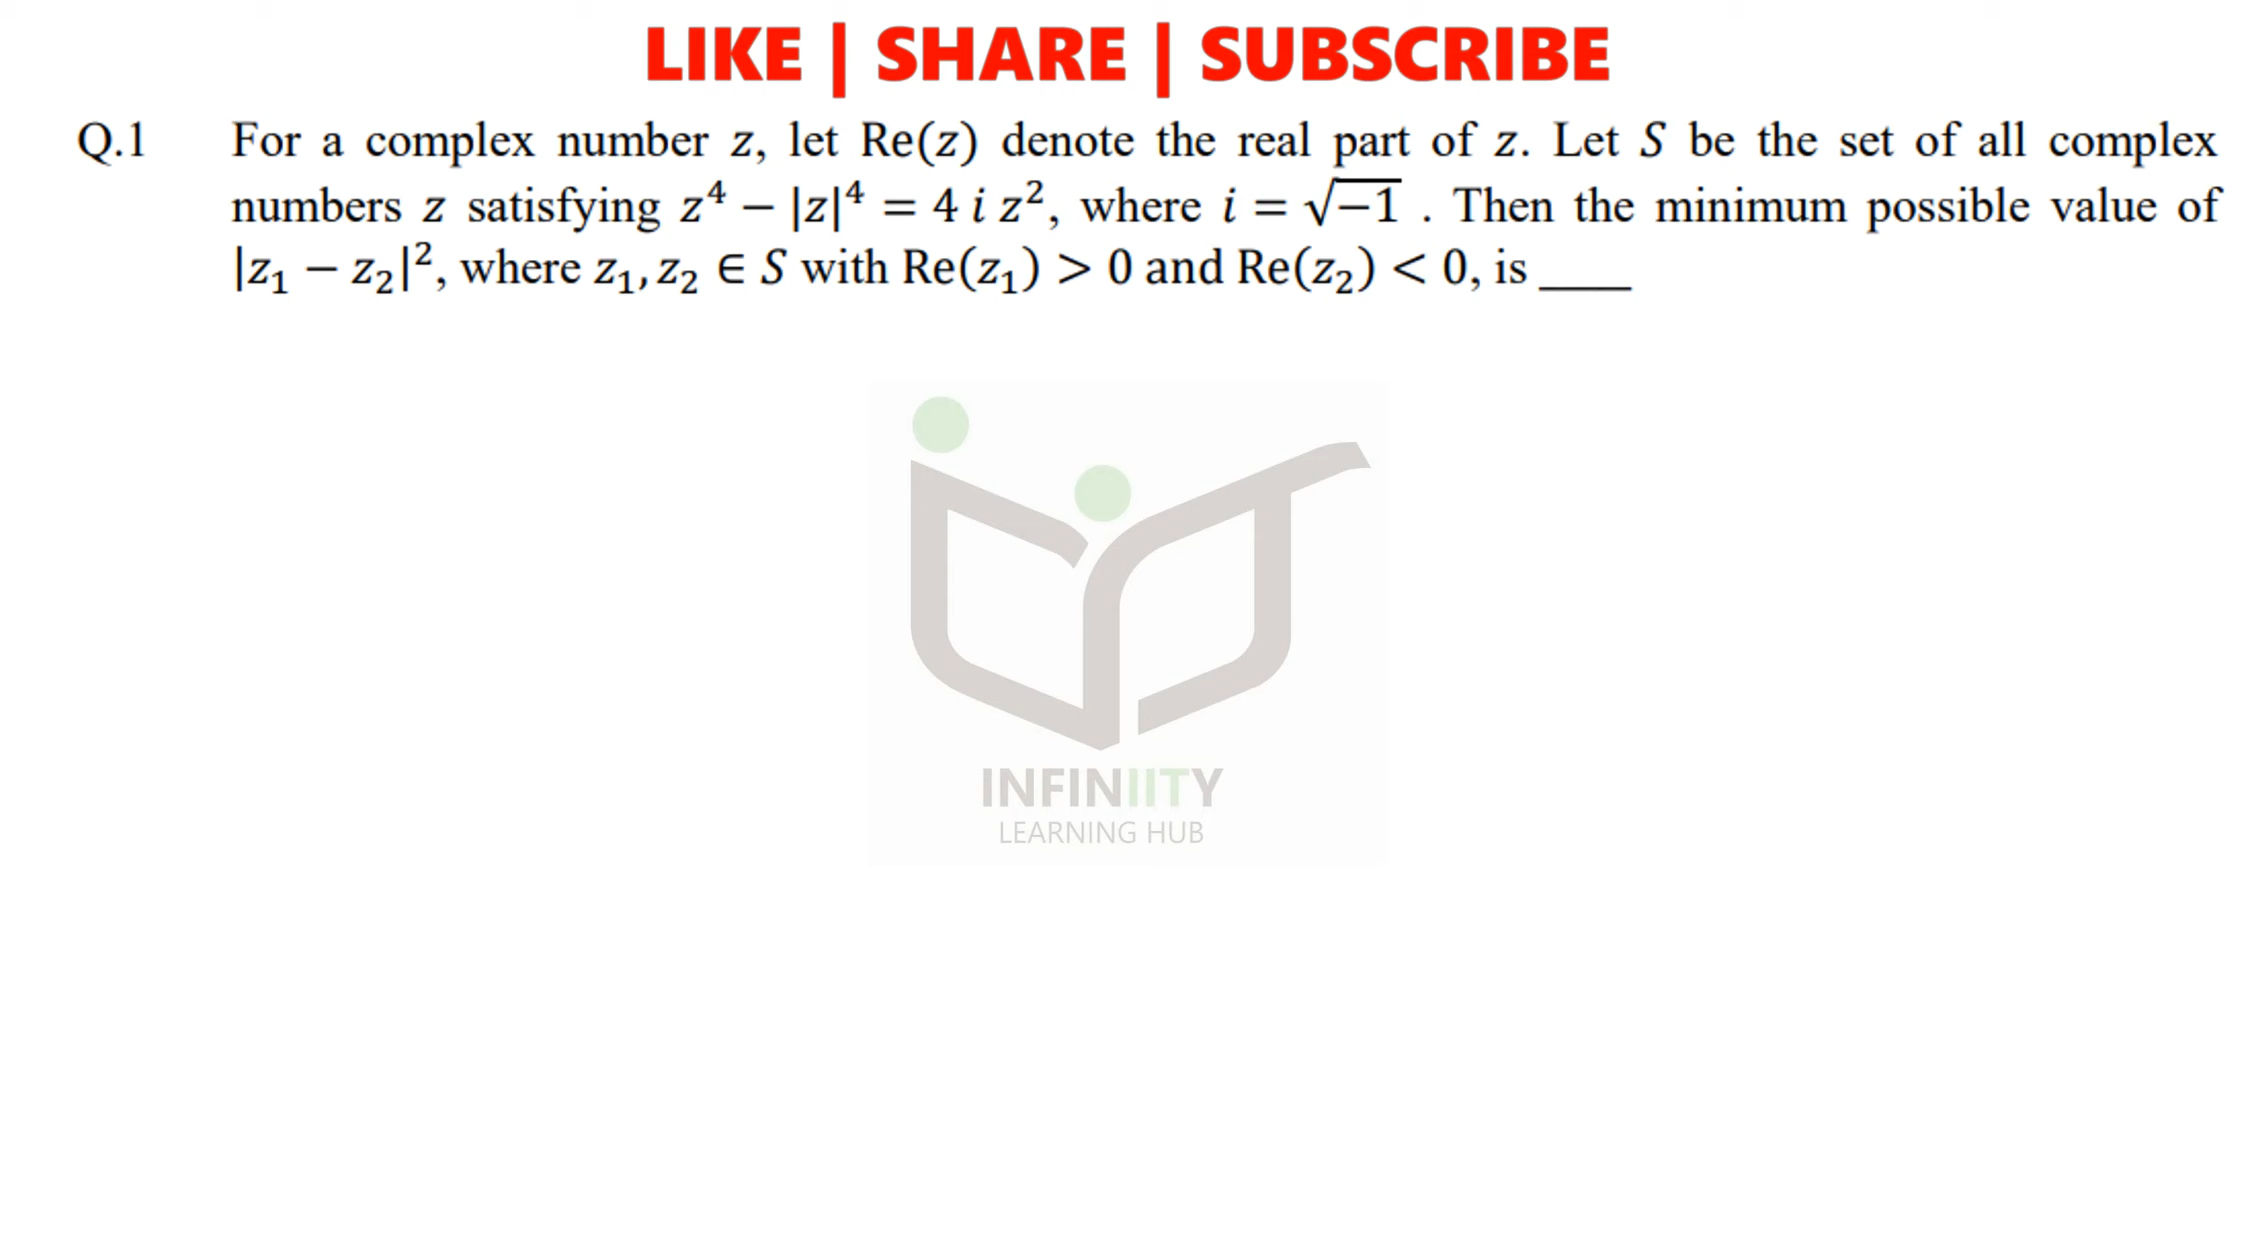 LIKE | SHARE | SUBSCRIBE
Q.1 For a complex number z, let Re(z) denote the real part of z. Let S be the set of all complex
numbers z satisfying z⁴ − |z|⁴ = 4 i z², where i = √−1 . Then the minimum possible value of
|z₁ − z₂|², where z₁, z₂ ∈ S with Re(z₁) > 0 and Re(z₂) < 0, is ____
INFINIITY
LEARNING HUB